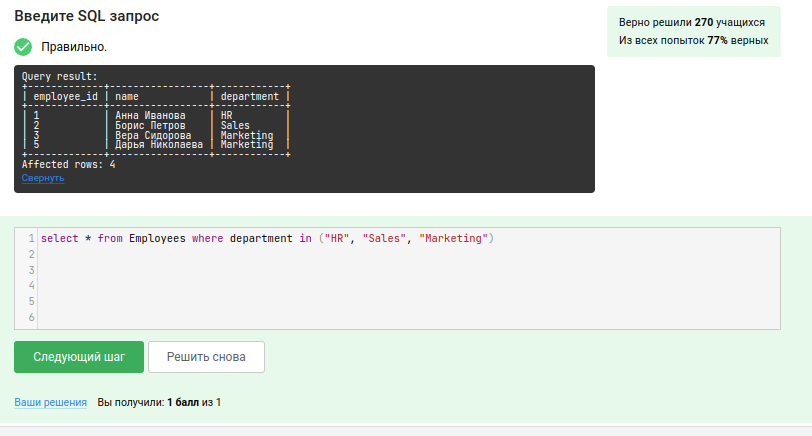 Введите SQL запрос
Верно решили 270 учащихся
Из всех попыток 77% верных
Правильно.
Query result:
+-------------+----------------+------------+
| employee_id | name | department |
+-------------+----------------+------------+
| 1 | Анна Иванова | HR |
| 2 | Борис Петров | Sales |
| 3 | Вера Сидорова | Marketing |
| 5 | Дарья Николаева | Marketing |
+-------------+----------------+------------+
Affected rows: 4
Свернуть
1 select * from Employees where department in ("HR", "Sales", "Marketing")
2
3
4
5
6
Следующий шаг Решить снова
Ваши решения Вы получили: 1 балл из 1